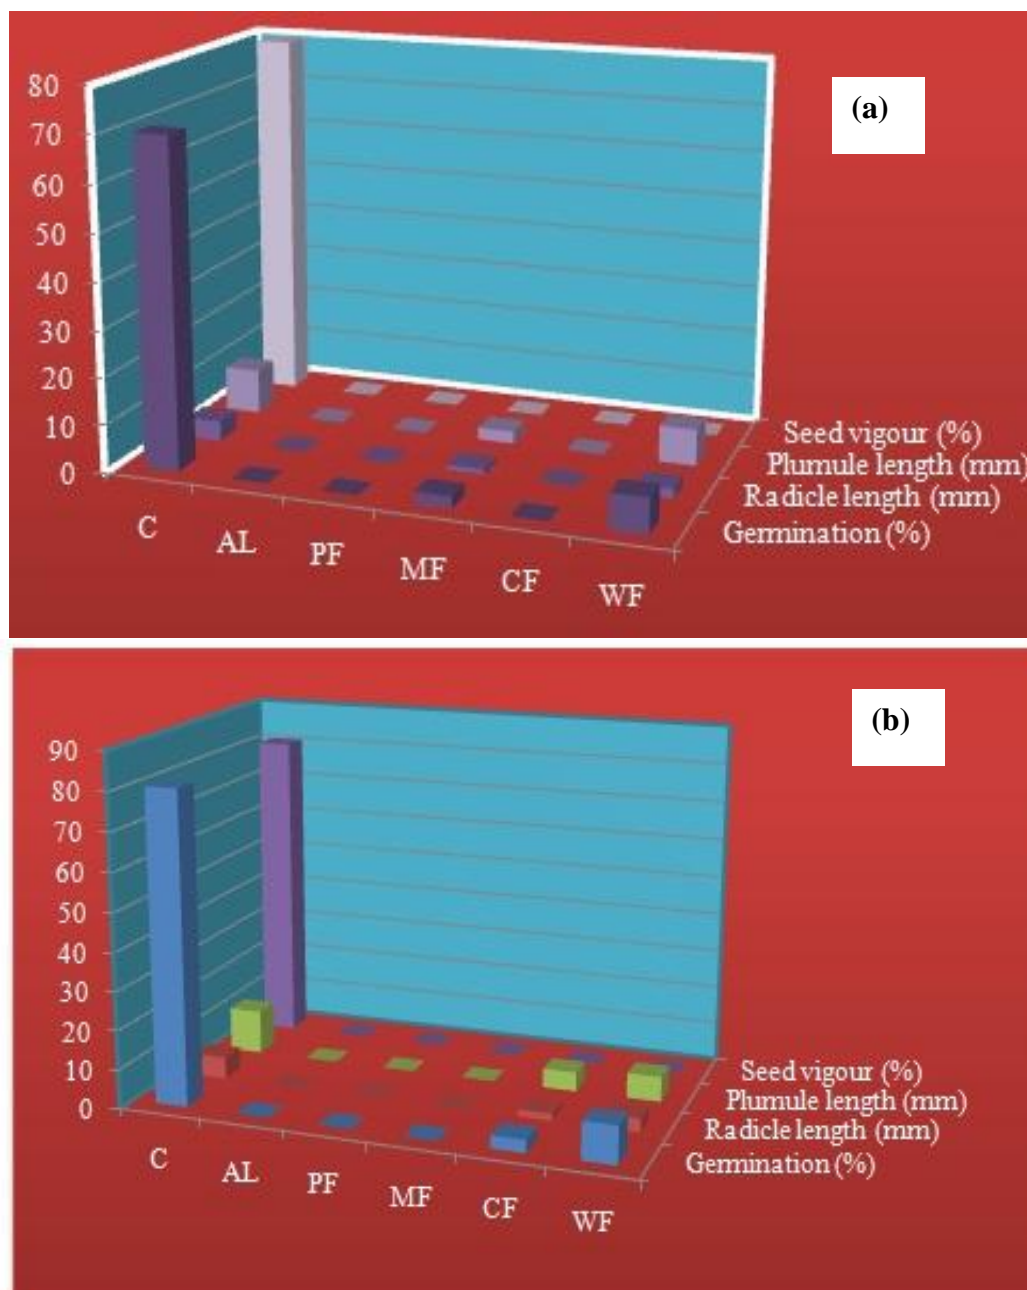 (a)
80
70
60
50
40
30
20
10
0
C
AL
PF
MF
CF
WF
Seed vigour (%)
Plumule length (mm)
Radicle length (mm)
Germination (%)
(b)
90
80
70
60
50
40
30
20
10
0
C
AL
PF
MF
CF
WF
Seed vigour (%)
Plumule length (mm)
Radicle length (mm)
Germination (%)